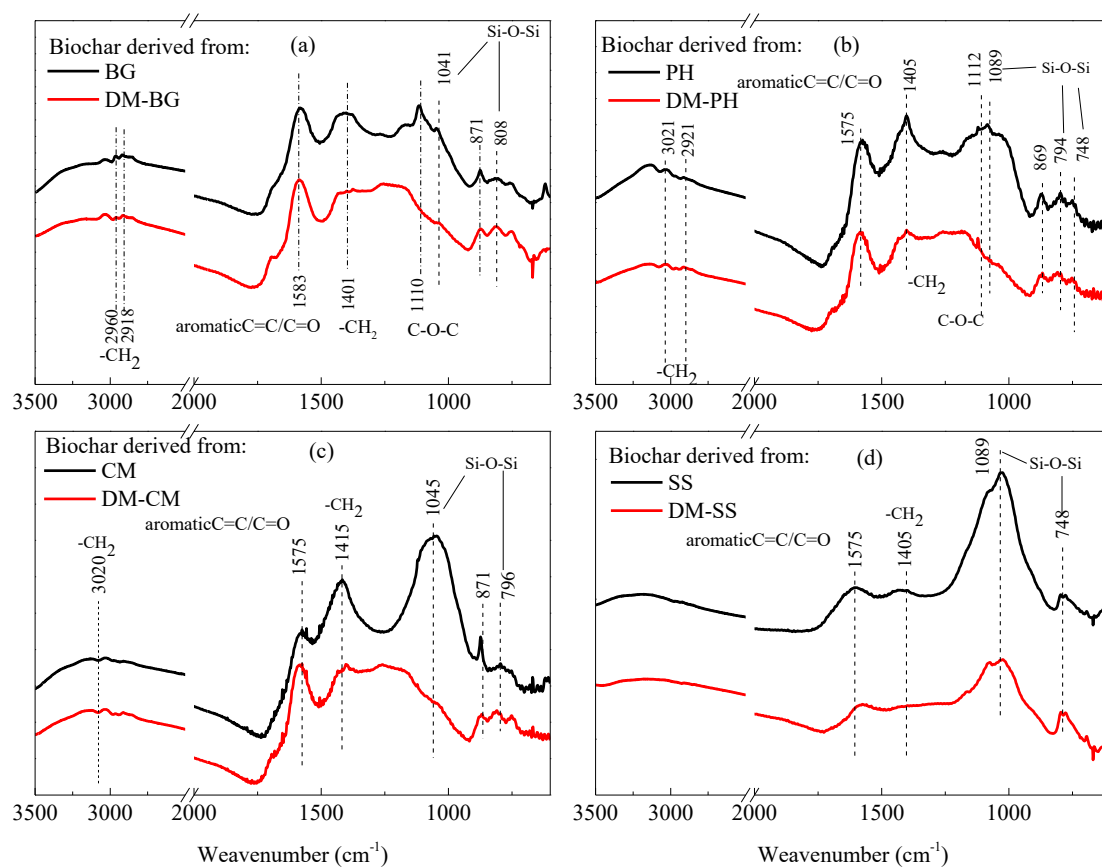 Biochar derived from:
BG
DM-BG
(a)
Si-O-Si
1041
871
808
2960
2918
-CH2
1583
1401
1110
aromaticC=C/C=O
-CH2
C-O-C
3500
3000
2000
1500
1000
Biochar derived from:
PH
DM-PH
(b)
aromaticC=C/C=O
1405
1112
1089
Si-O-Si
1575
3021
2921
869
794
748
-CH2
C-O-C
-CH2
3500
3000
2000
1500
1000
Biochar derived from:
CM
DM-CM
(c)
Si-O-Si
1045
-CH2
aromaticC=C/C=O
-CH2
3020
1575
1415
871
796
3500
3000
2000
1500
1000
Weavenumber (cm-1)
Biochar derived from:
SS
DM-SS
(d)
1089
Si-O-Si
-CH2
aromaticC=C/C=O
1575
1405
748
3500
3000
2000
1500
1000
Weavenumber (cm-1)